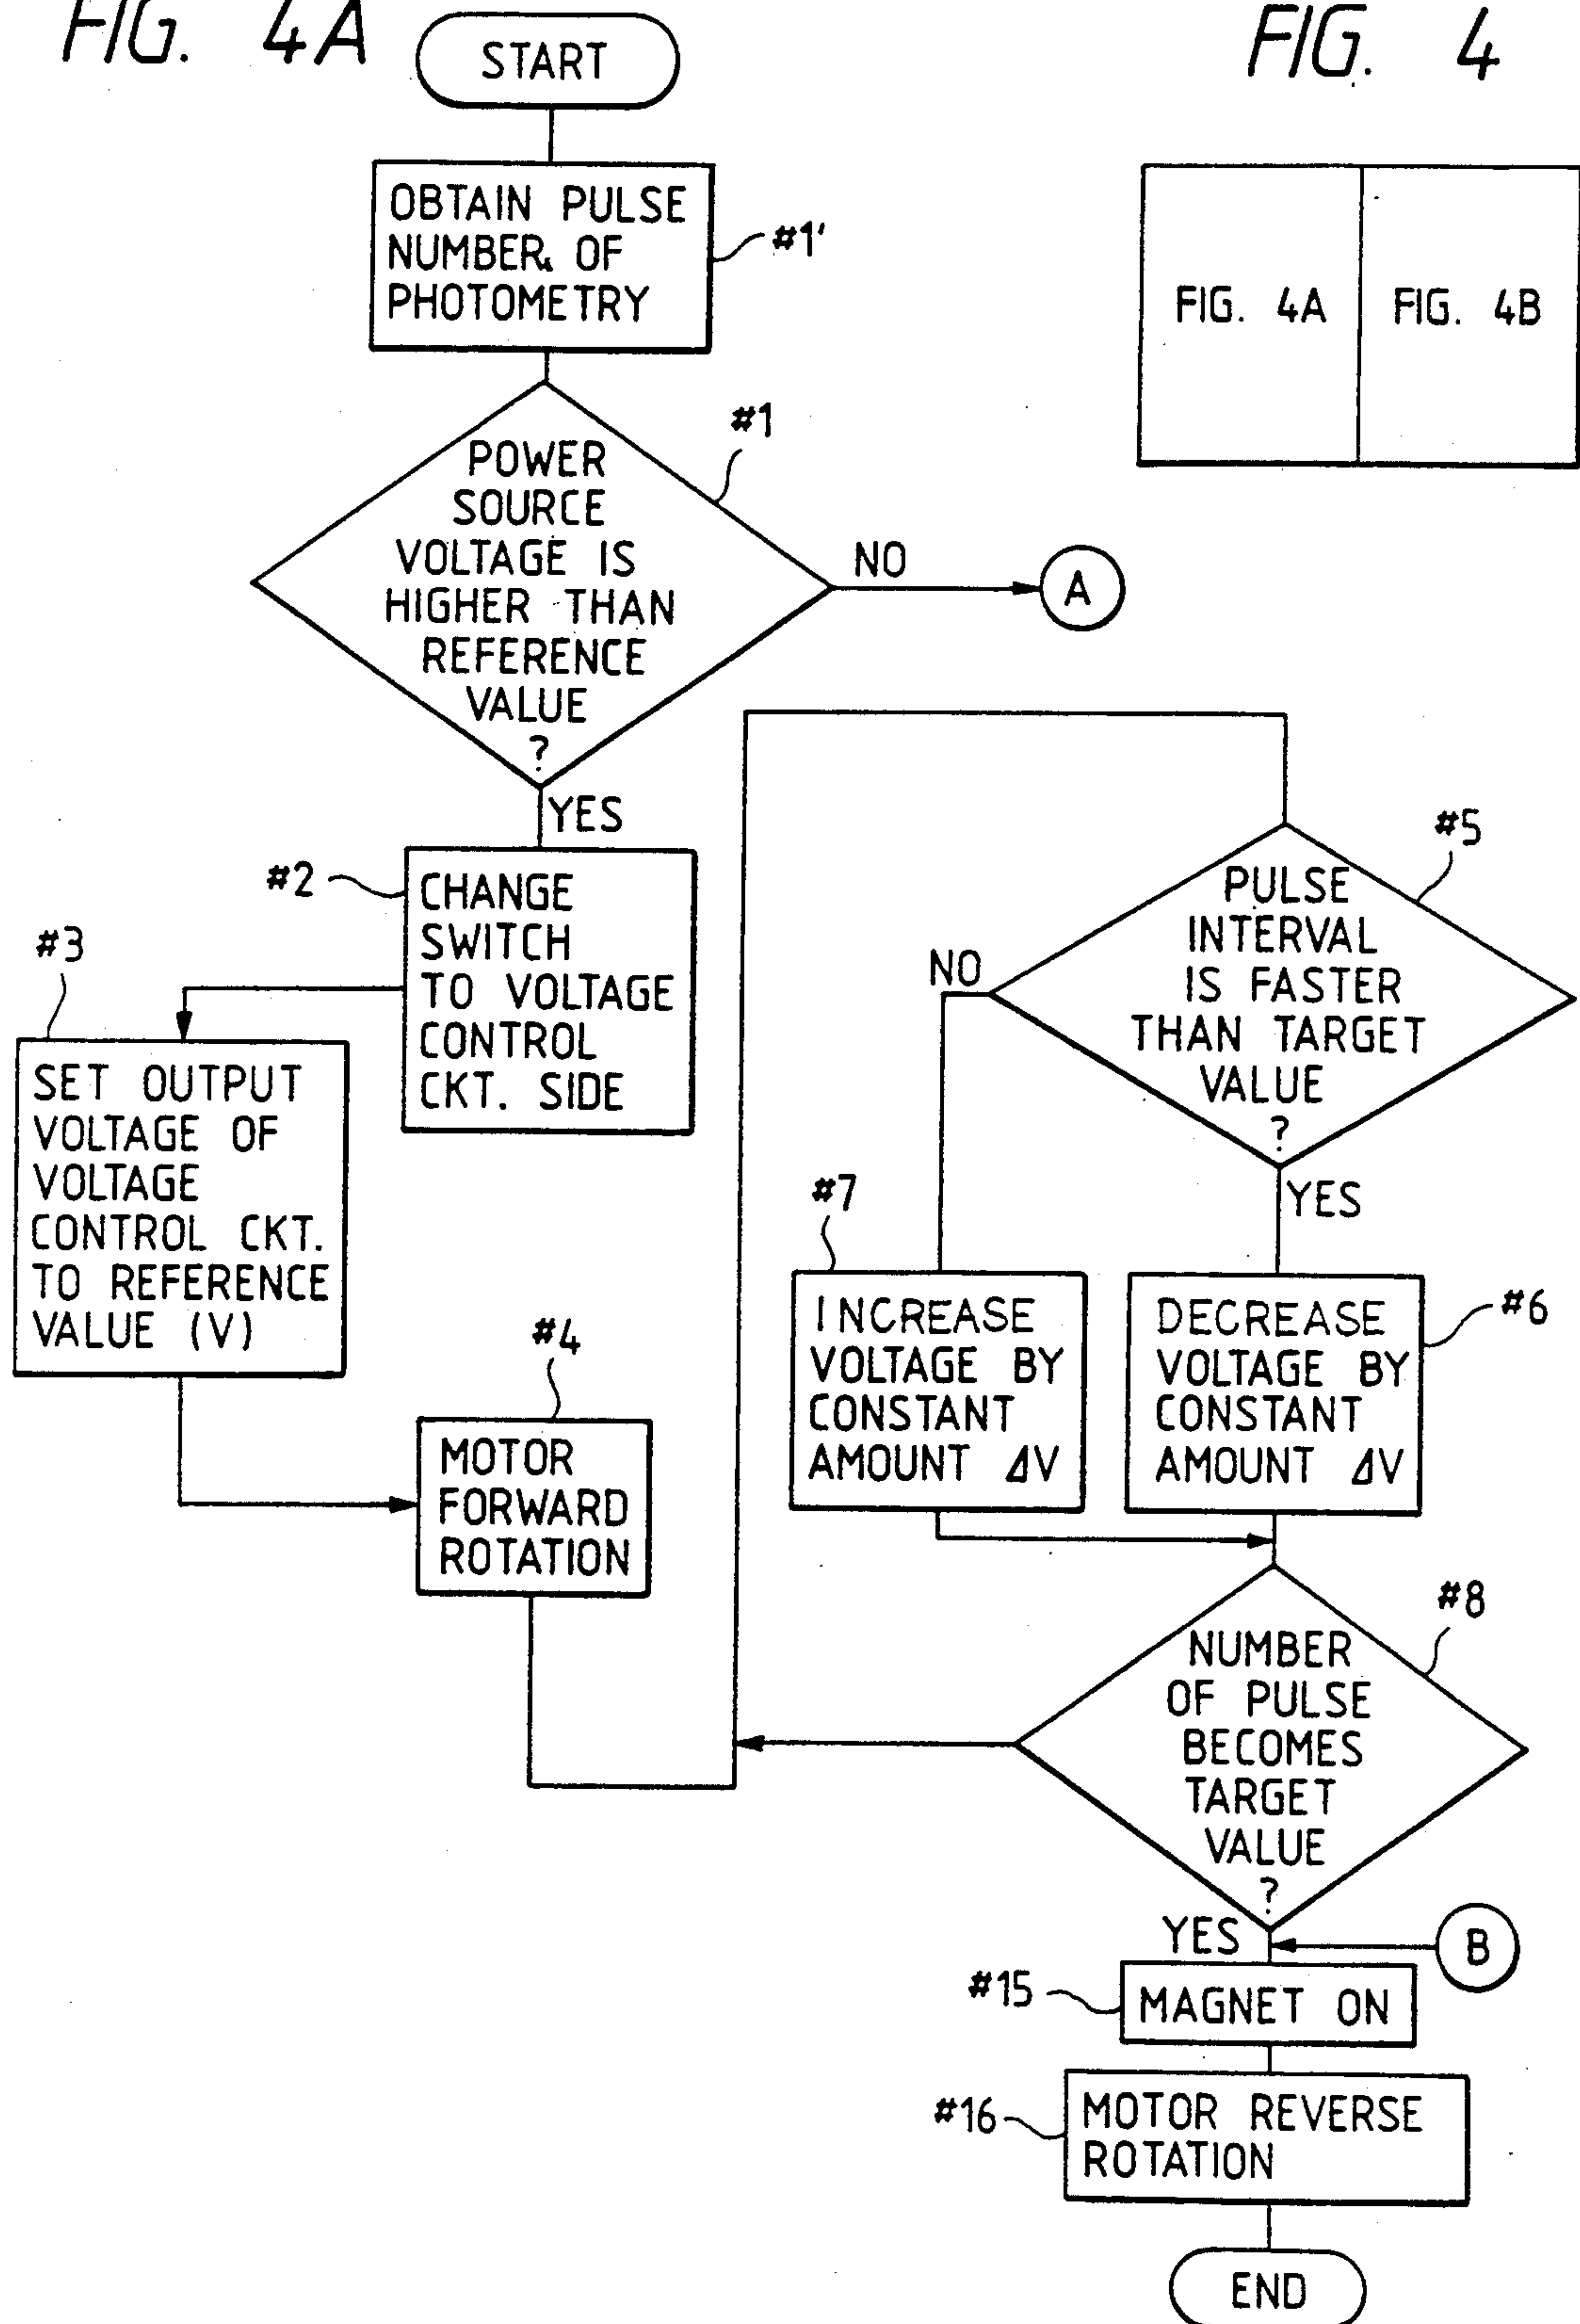 FIG. 4A
START
FIG. 4
OBTAIN PULSE
NUMBER. OF
PHOTOMETRY
#1'
FIG. 4A
FIG. 4B
#1
POWER
SOURCE
VOLTAGE IS
HIGHER THAN
REFERENCE
VALUE
?
NO
A
YES
#2
CHANGE
SWITCH
TO VOLTAGE
CONTROL
CKT. SIDE
#3
SET OUTPUT
VOLTAGE OF
VOLTAGE
CONTROL CKT.
TO REFERENCE
VALUE (V)
#4
MOTOR
FORWARD
ROTATION
#5
PULSE
INTERVAL
IS FASTER
THAN TARGET
VALUE
?
NO
YES
#7
INCREASE
VOLTAGE BY
CONSTANT
AMOUNT ΔV
#6
DECREASE
VOLTAGE BY
CONSTANT
AMOUNT ΔV
#8
NUMBER
OF PULSE
BECOMES
TARGET
VALUE
?
YES
B
#15
MAGNET ON
#16
MOTOR REVERSE
ROTATION
END